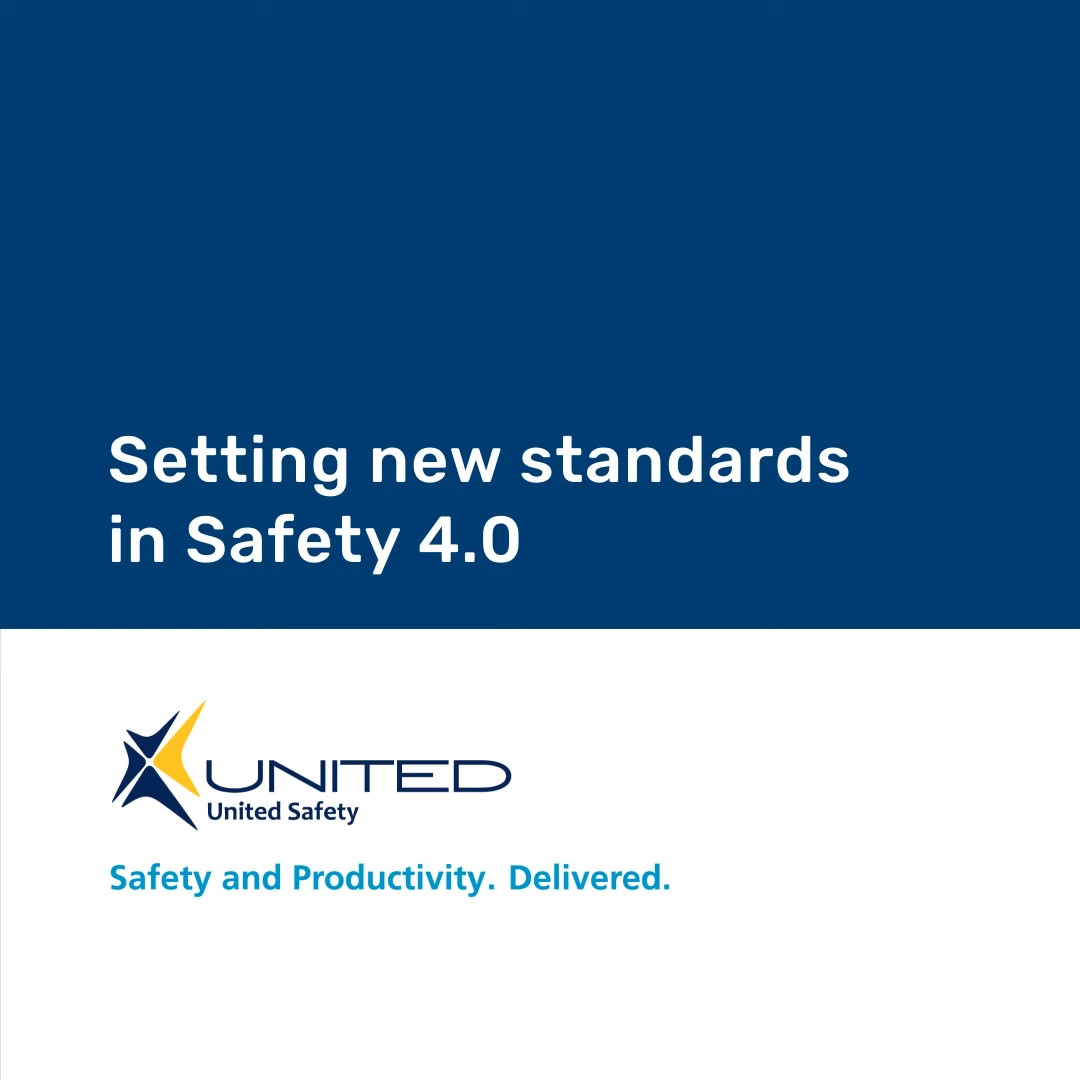 Setting new standards
in Safety 4.0
UNITED
United Safety
Safety and Productivity. Delivered.